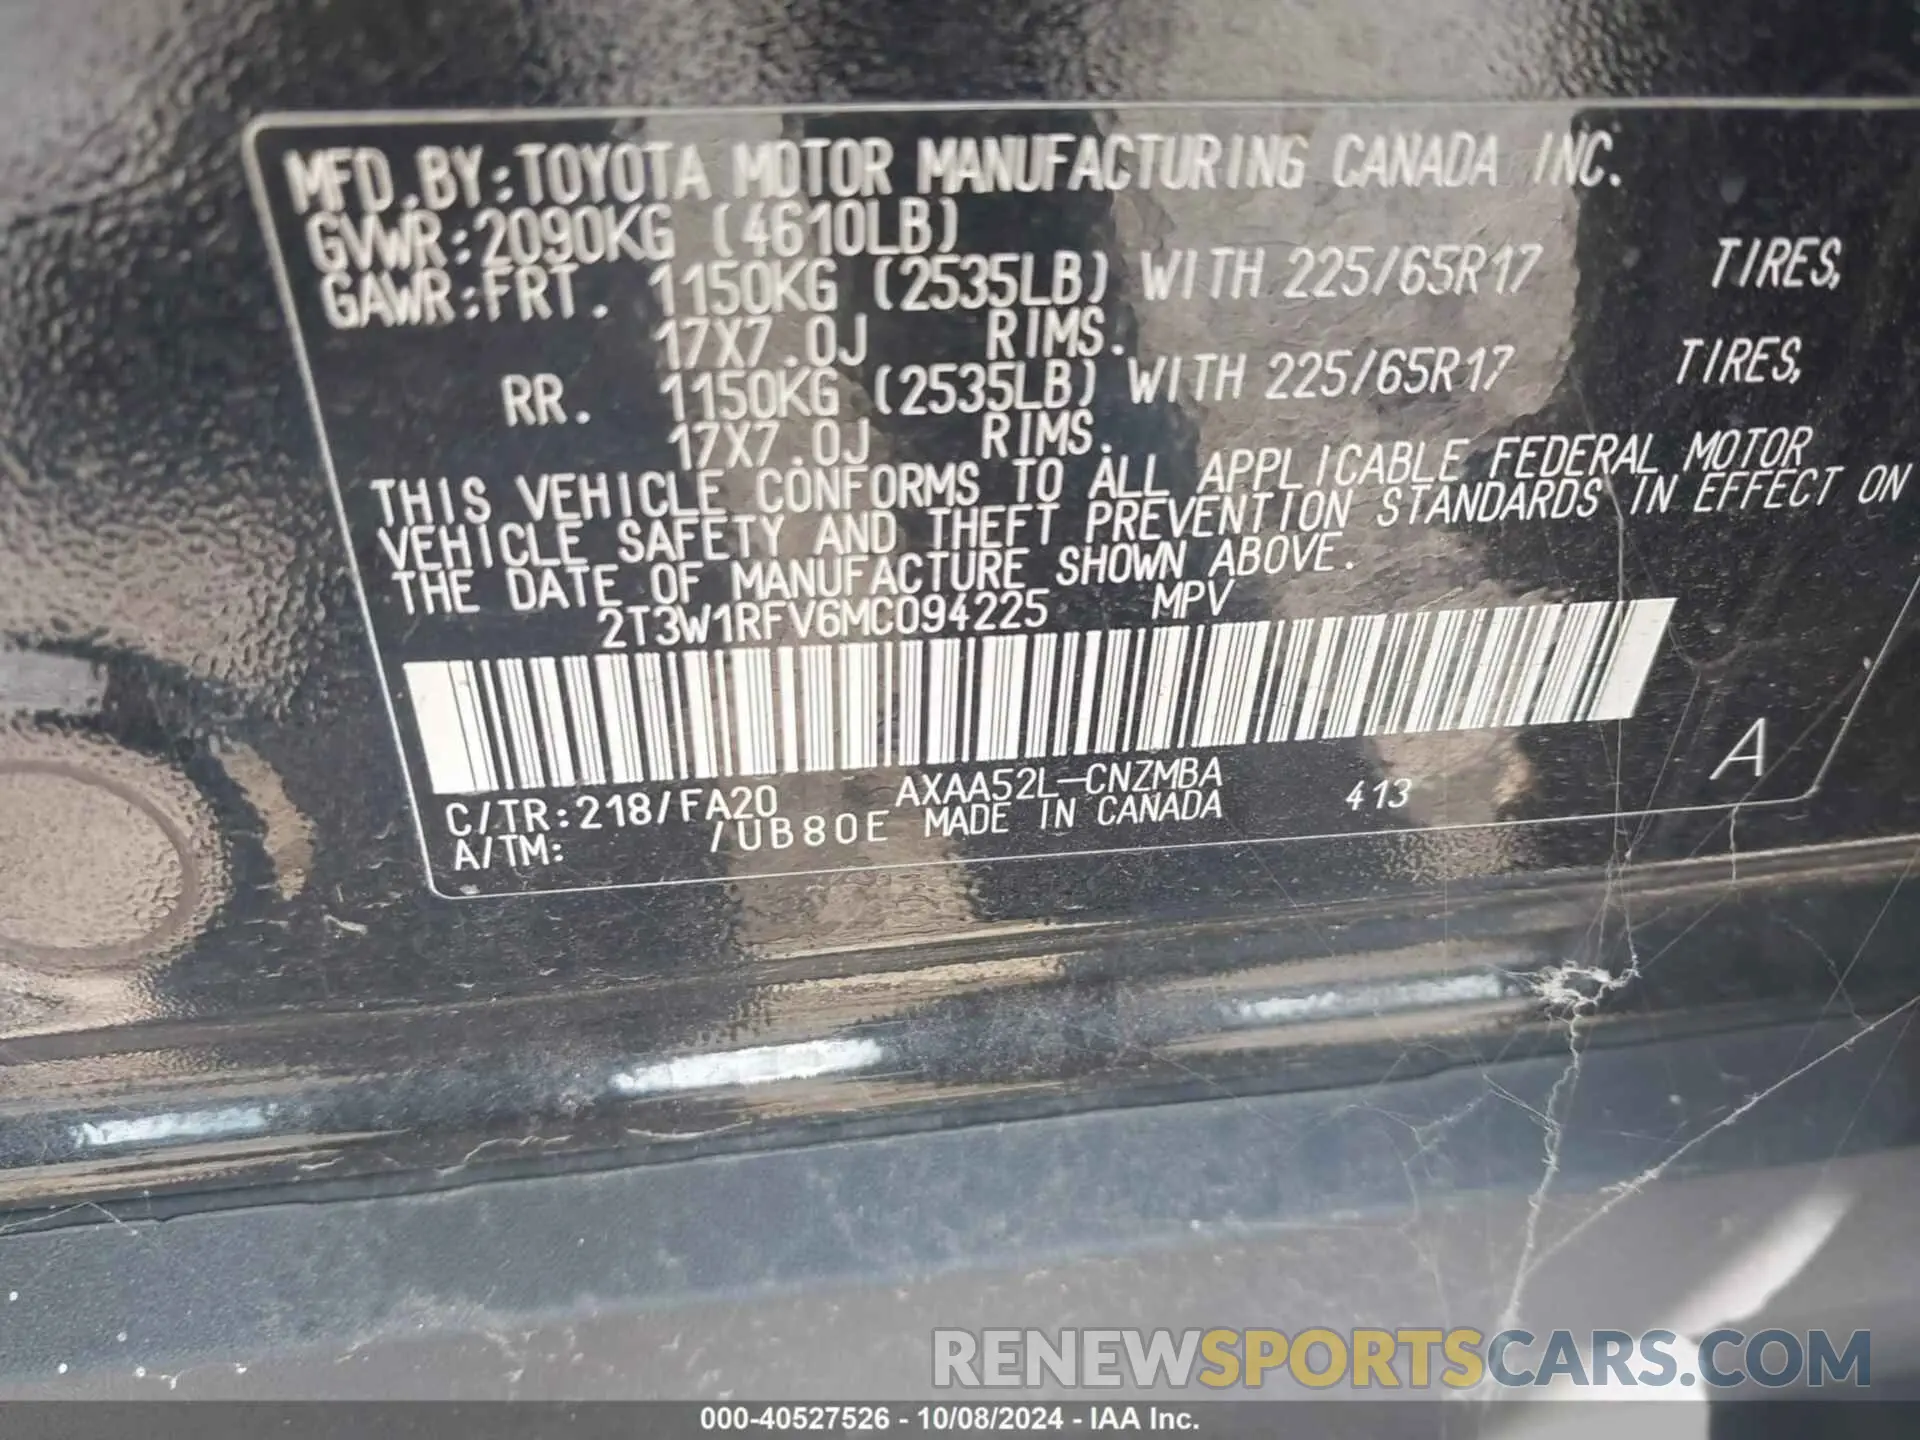 MFD.BY:TOYOTA MOTOR MANUFACTURING CANADA INC.
GVWR:2090KG (4610LB)
GAWR:FRT. 1150KG (2535LB) WITH 225/65R17 TIRES,
17X7.0J RIMS.
RR. 1150KG (2535LB) WITH 225/65R17 TIRES,
17X7.0J RIMS.
THIS VEHICLE CONFORMS TO ALL APPLICABLE FEDERAL MOTOR
VEHICLE SAFETY AND THEFT PREVENTION STANDARDS IN EFFECT ON
THE DATE OF MANUFACTURE SHOWN ABOVE.
2T3W1RFV6MC094225 MPV
C/TR:218/FA20 AXAA52L-CNZMBA 413 A
A/TM: /UB80E MADE IN CANADA
RENEWSPORTSCARS.COM
000-40527526 - 10/08/2024 - IAA Inc.